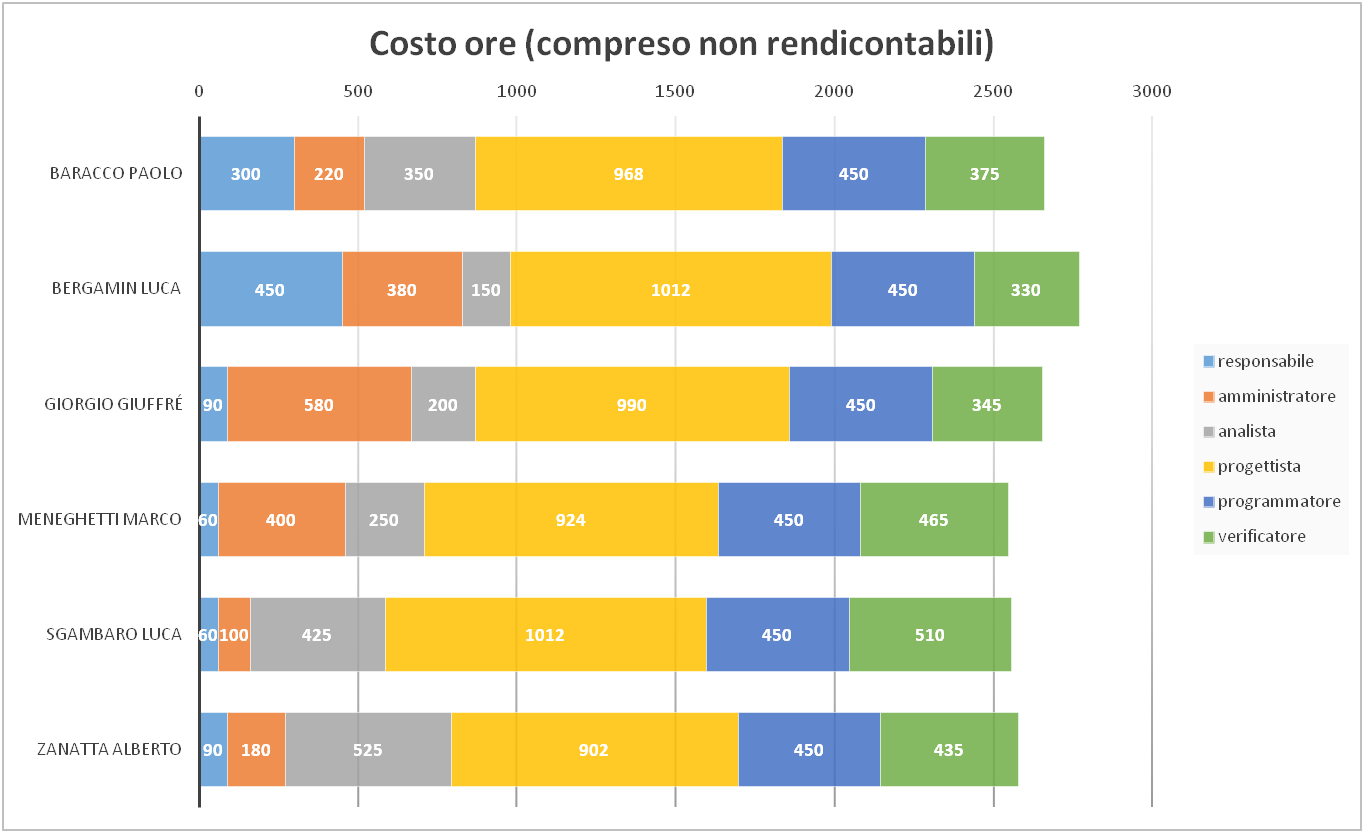 Costo ore (compreso non rendicontabili)
0 500 1000 1500 2000 2500 3000
BARACCO PAOLO 300 220 350 968 450 375
BERGAMIN LUCA 450 380 150 1012 450 330
GIORGIO GIUFFRÉ 90 580 200 990 450 345
MENEGHETTI MARCO 60 400 250 924 450 465
SGAMBARO LUCA 60 100 425 1012 450 510
ZANATTA ALBERTO 90 180 525 902 450 435
responsabile
amministratore
analista
progettista
programmatore
verificatore